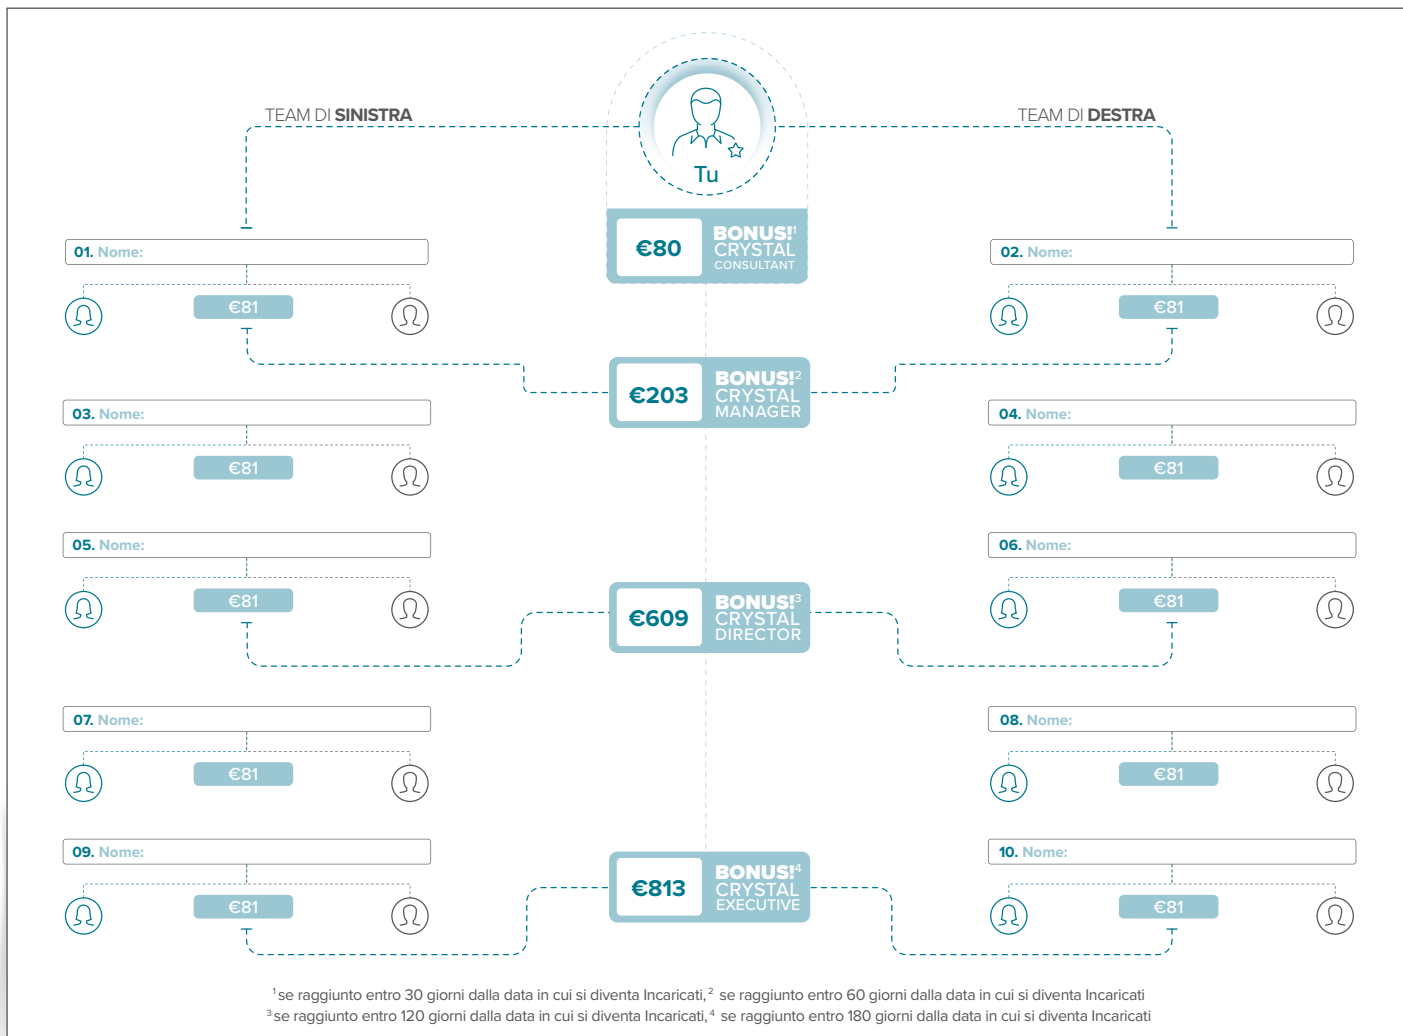 TEAM DI SINISTRA
TEAM DI DESTRA
Tu
€80
BONUS!¹
CRYSTAL
CONSULTANT
01. Nome:
02. Nome:
€81
€81
€203
BONUS!²
CRYSTAL
MANAGER
03. Nome:
04. Nome:
€81
€81
05. Nome:
06. Nome:
€81
€81
€609
BONUS!³
CRYSTAL
DIRECTOR
07. Nome:
08. Nome:
€81
€81
09. Nome:
10. Nome:
€813
BONUS!⁴
CRYSTAL
EXECUTIVE
€81
€81
¹ se raggiunto entro 30 giorni dalla data in cui si diventa Incaricati, ² se raggiunto entro 60 giorni dalla data in cui si diventa Incaricati
³ se raggiunto entro 120 giorni dalla data in cui si diventa Incaricati, ⁴ se raggiunto entro 180 giorni dalla data in cui si diventa Incaricati